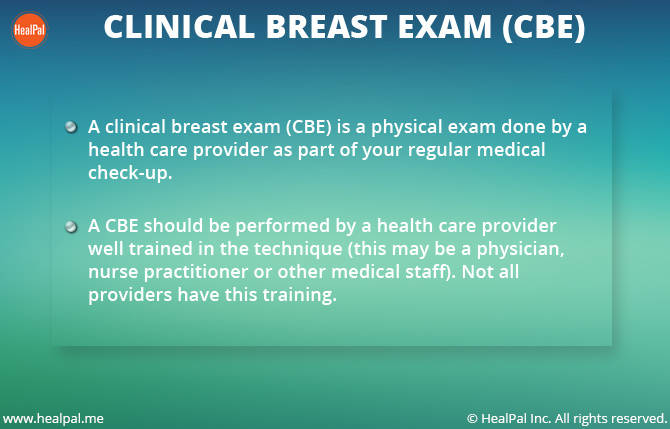 HealPal
CLINICAL BREAST EXAM (CBE)
A clinical breast exam (CBE) is a physical exam done by a
health care provider as part of your regular medical
check-up.
A CBE should be performed by a health care provider
well trained in the technique (this may be a physician,
nurse practitioner or other medical staff). Not all
providers have this training.
www.healpal.me
© HealPal Inc. All rights reserved.